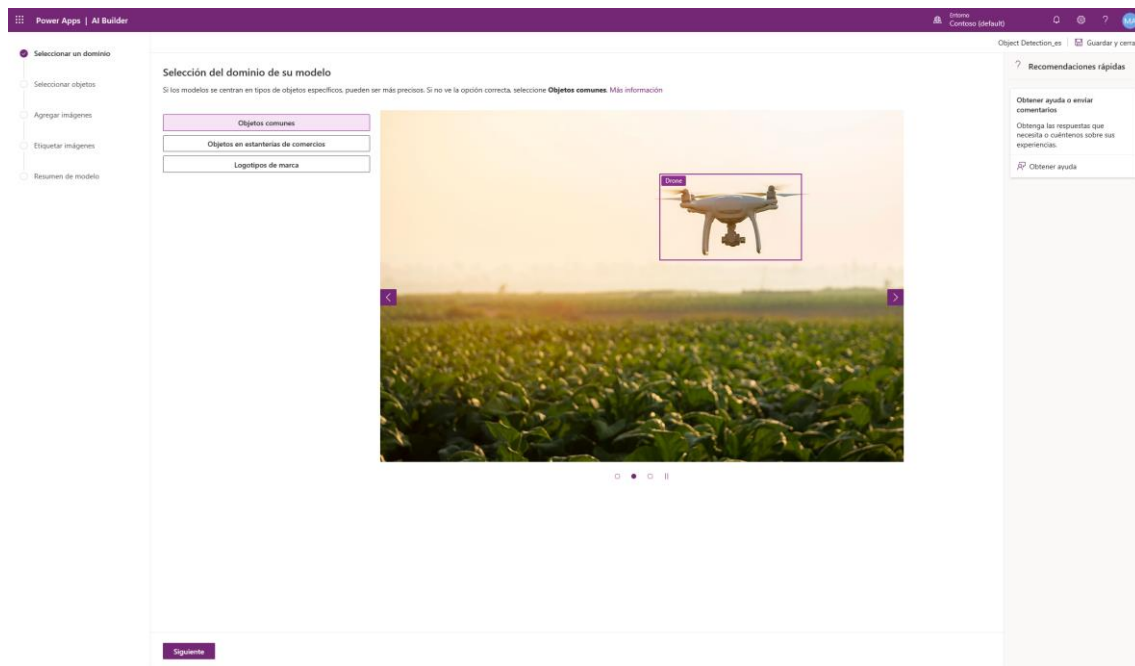 Power Apps | AI Builder
Entorno
Contoso (default)
?
MA
Object Detection_es | Guardar y cerra
Seleccionar un dominio
Seleccionar objetos
Agregar imágenes
Etiquetar imágenes
Resumen de modelo
Selección del dominio de su modelo
Si los modelos se centran en tipos de objetos específicos, pueden ser más precisos. Si no ve la opción correcta, seleccione Objetos comunes. Más información
Objetos comunes
Objetos en estanterías de comercios
Logotipos de marca
Drone
? Recomendaciones rápidas
Obtener ayuda o enviar
comentarios
Obtenga las respuestas que
necesita o cuéntenos sobre sus
experiencias.
Obtener ayuda
Siguiente